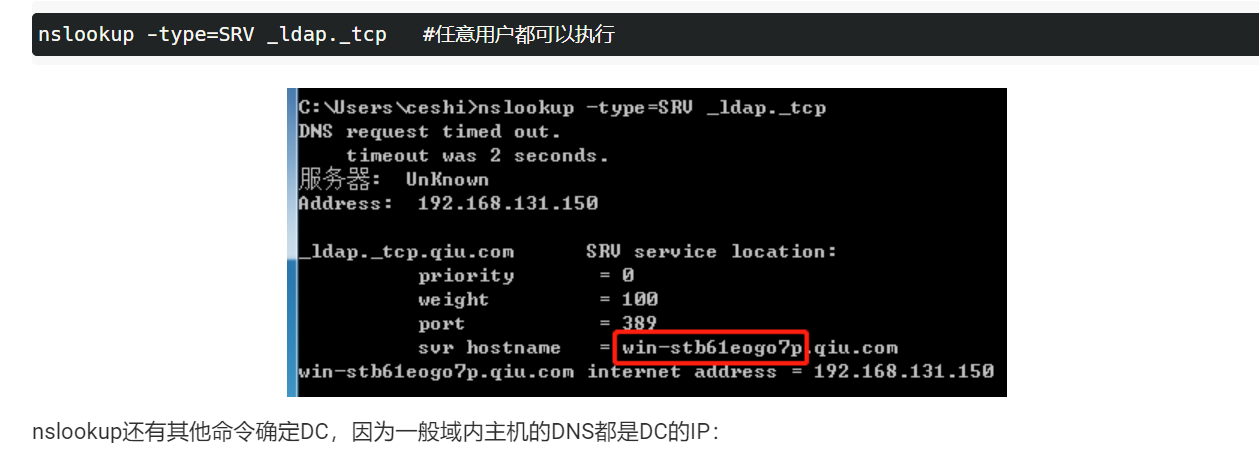 nslookup -type=SRV _ldap._tcp   #任意用户都可以执行
C:\Users\ceshi>nslookup -type=SRV _ldap._tcp
DNS request timed out.
    timeout was 2 seconds.
服务器:  UnKnown
Address:  192.168.131.150
_ldap._tcp.qiu.com      SRV service location:
          priority       = 0
          weight         = 100
          port           = 389
          svr hostname   = win-stb61eogo7p.qiu.com
win-stb61eogo7p.qiu.com internet address = 192.168.131.150
nslookup还有其他命令确定DC，因为一般域内主机的DNS都是DC的IP：